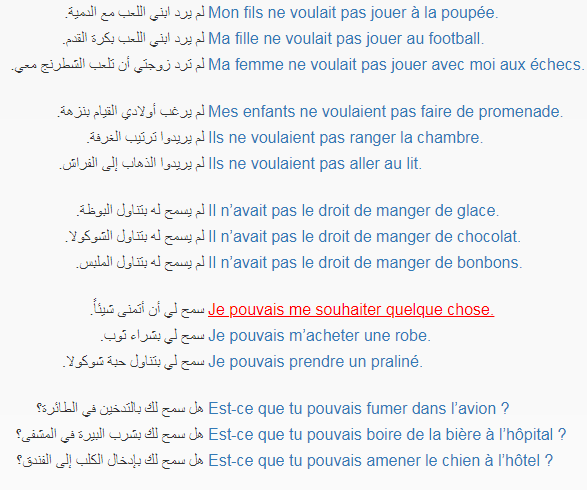 لم يرد ابني اللعب مع الدمية. Mon fils ne voulait pas jouer à la poupée.
لم يرد ابني اللعب بكرة القدم. Ma fille ne voulait pas jouer au football.
لم ترد زوجتي أن تلعب الشطرنج معي. Ma femme ne voulait pas jouer avec moi aux échecs.
لم يرغب أولادي القيام بنزهة. Mes enfants ne voulaient pas faire de promenade.
لم يريدوا ترتيب الغرفة. Ils ne voulaient pas ranger la chambre.
لم يريدوا الذهاب إلى الفراش. Ils ne voulaient pas aller au lit.
لم يسمح له بتناول البوظة. Il n’avait pas le droit de manger de glace.
لم يسمح له بتناول الشوكولا. Il n’avait pas le droit de manger de chocolat.
لم يسمح له بتناول الملبس. Il n’avait pas le droit de manger de bonbons.
سمح لي أن أتمنى شيئاً. Je pouvais me souhaiter quelque chose.
سمح لي بشراء ثوب. Je pouvais m’acheter une robe.
سمح لي بتناول حبة شوكولا. Je pouvais prendre un praliné.
هل سمح لك بالتدخين في الطائرة؟ Est-ce que tu pouvais fumer dans l’avion ?
هل سمح لك بشرب البيرة في المشفى؟ Est-ce que tu pouvais boire de la bière à l’hôpital ?
هل سمح لك بإدخال الكلب إلى الفندق؟ Est-ce que tu pouvais amener le chien à l’hôtel ?